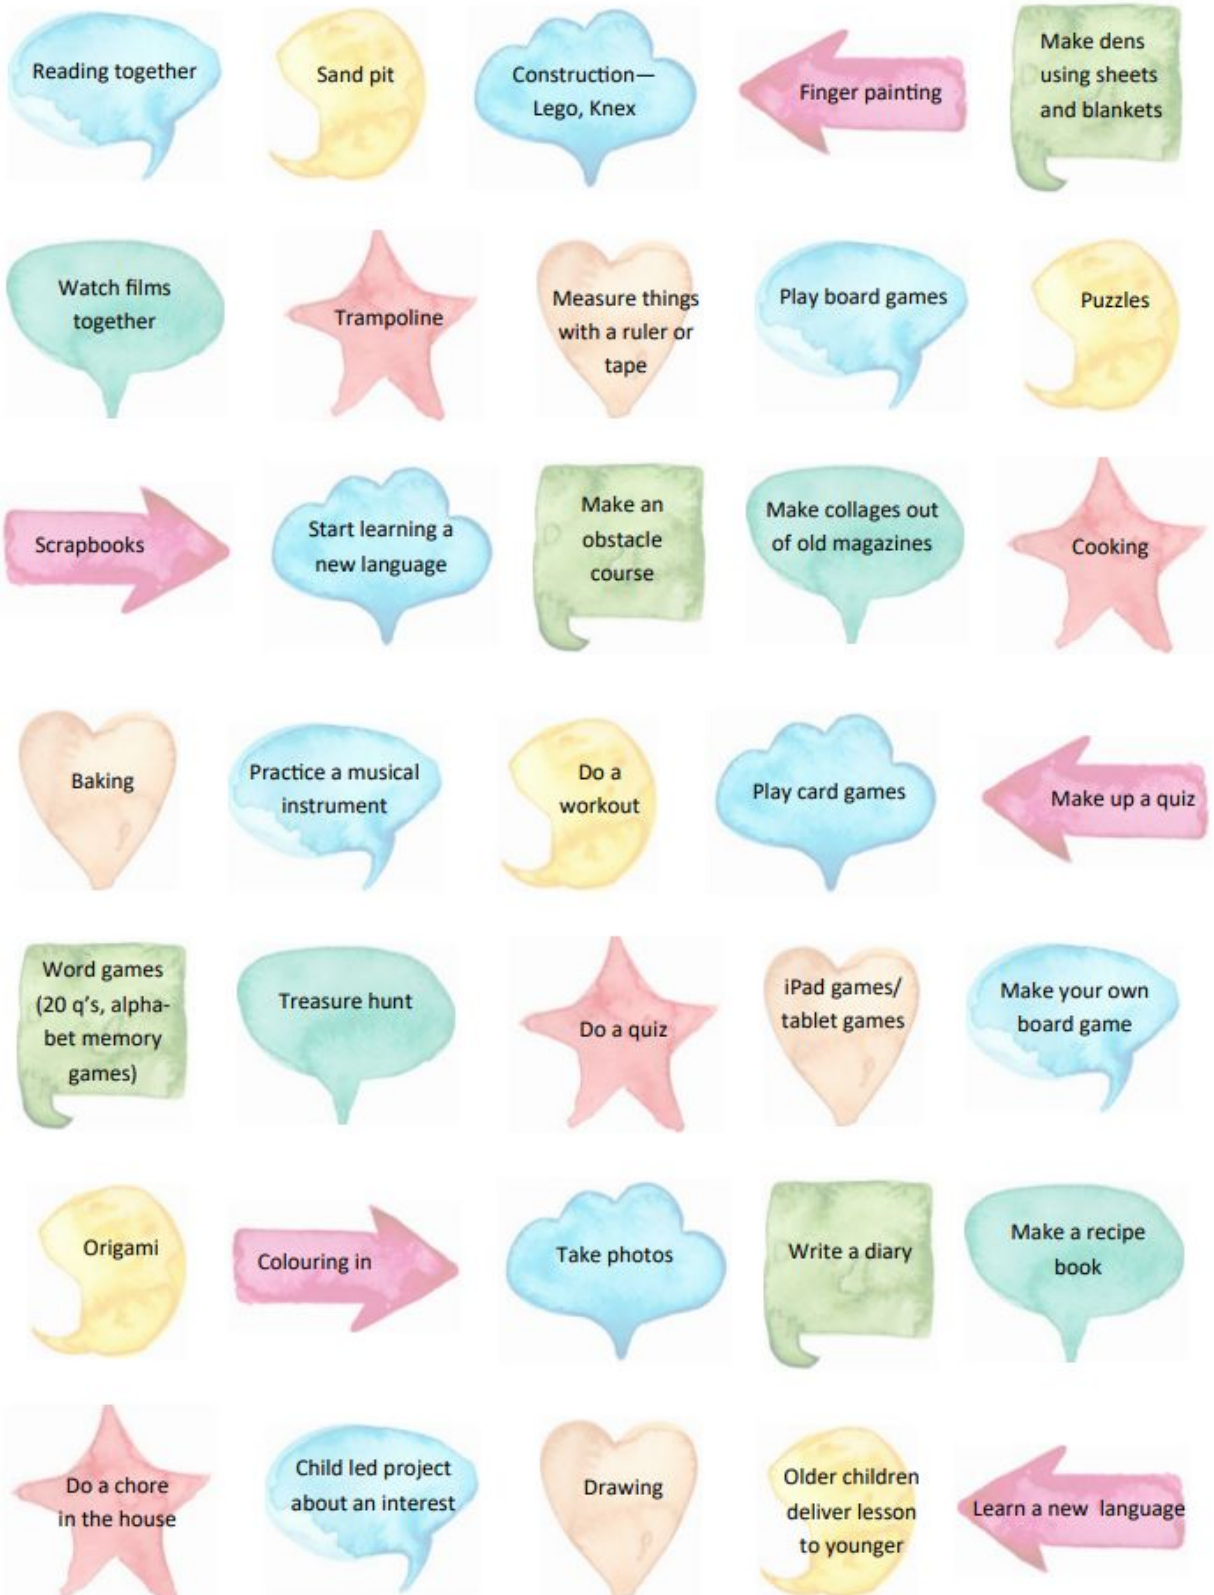 Reading together
Sand pit
Construction—
Lego, Knex
Finger painting
Make dens
using sheets
and blankets
Watch films
together
Trampoline
Measure things
with a ruler or
tape
Play board games
Puzzles
Scrapbooks
Start learning a
new language
Make an
obstacle
course
Make collages out
of old magazines
Cooking
Baking
Practice a musical
instrument
Do a
workout
Play card games
Make up a quiz
Word games
(20 q's, alpha-
bet memory
games)
Treasure hunt
Do a quiz
iPad games/
tablet games
Make your own
board game
Origami
Colouring in
Take photos
Write a diary
Make a recipe
book
Do a chore
in the house
Child led project
about an interest
Drawing
Older children
deliver lesson
to younger
Learn a new  language